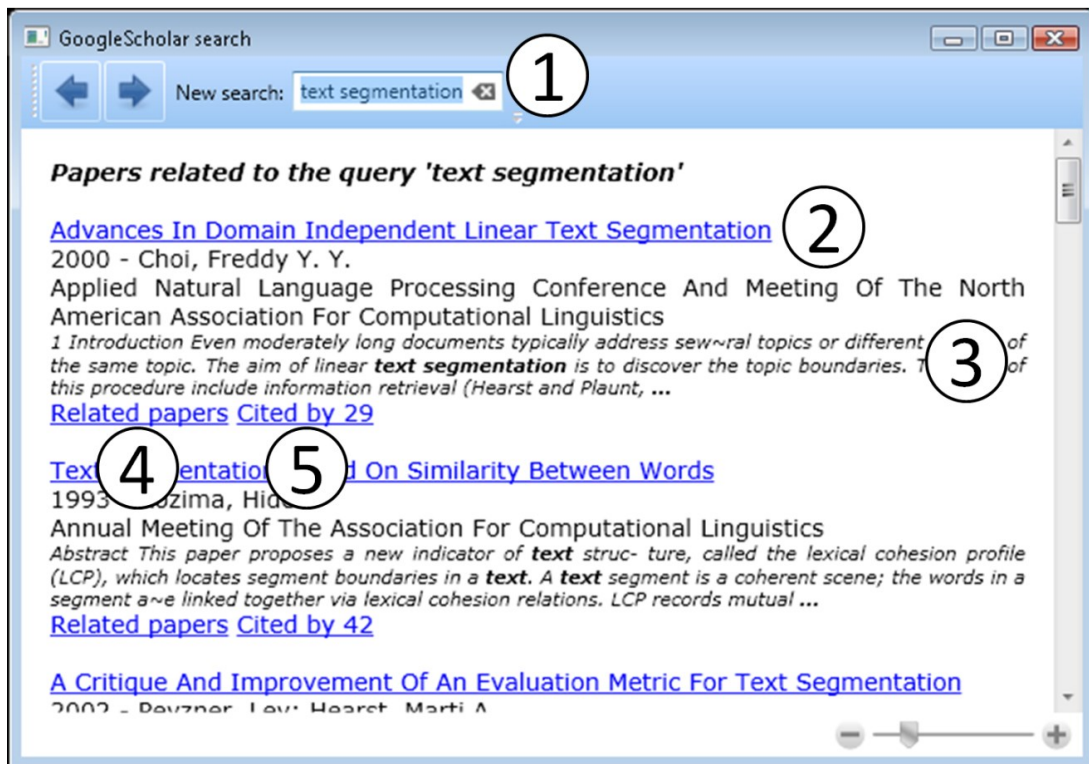 GoogleScholar search
New search: text segmentation
1
Papers related to the query 'text segmentation'
Advances In Domain Independent Linear Text Segmentation
2
2000 - Choi, Freddy Y. Y.
Applied Natural Language Processing Conference And Meeting Of The North
American Association For Computational Linguistics
1 Introduction Even moderately long documents typically address sew~ral topics or different of
3
the same topic. The aim of linear text segmentation is to discover the topic boundaries. of
this procedure include information retrieval (Hearst and Plaunt, ...
Related papers Cited by 29
4
5
On Similarity Between Words
1993
Annual Meeting Of The Association For Computational Linguistics
Abstract This paper proposes a new indicator of text struc- ture, called the lexical cohesion profile
(LCP), which locates segment boundaries in a text. A text segment is a coherent scene; the words in a
segment a~e linked together via lexical cohesion relations. LCP records mutual ...
Related papers Cited by 42
A Critique And Improvement Of An Evaluation Metric For Text Segmentation
2002 - Pevzner, Lev; Hearst, Marti A